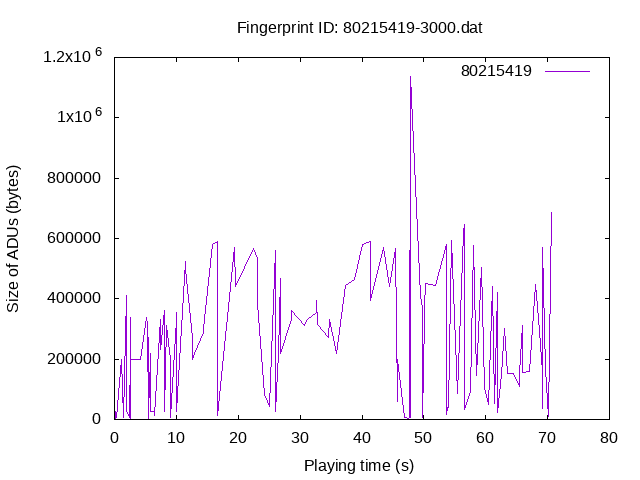 Fingerprint ID: 80215419-3000.dat
80215419
Size of ADUs (bytes)
1.2x10^6
1x10^6
800000
600000
400000
200000
0
0 10 20 30 40 50 60 70 80
Playing time (s)